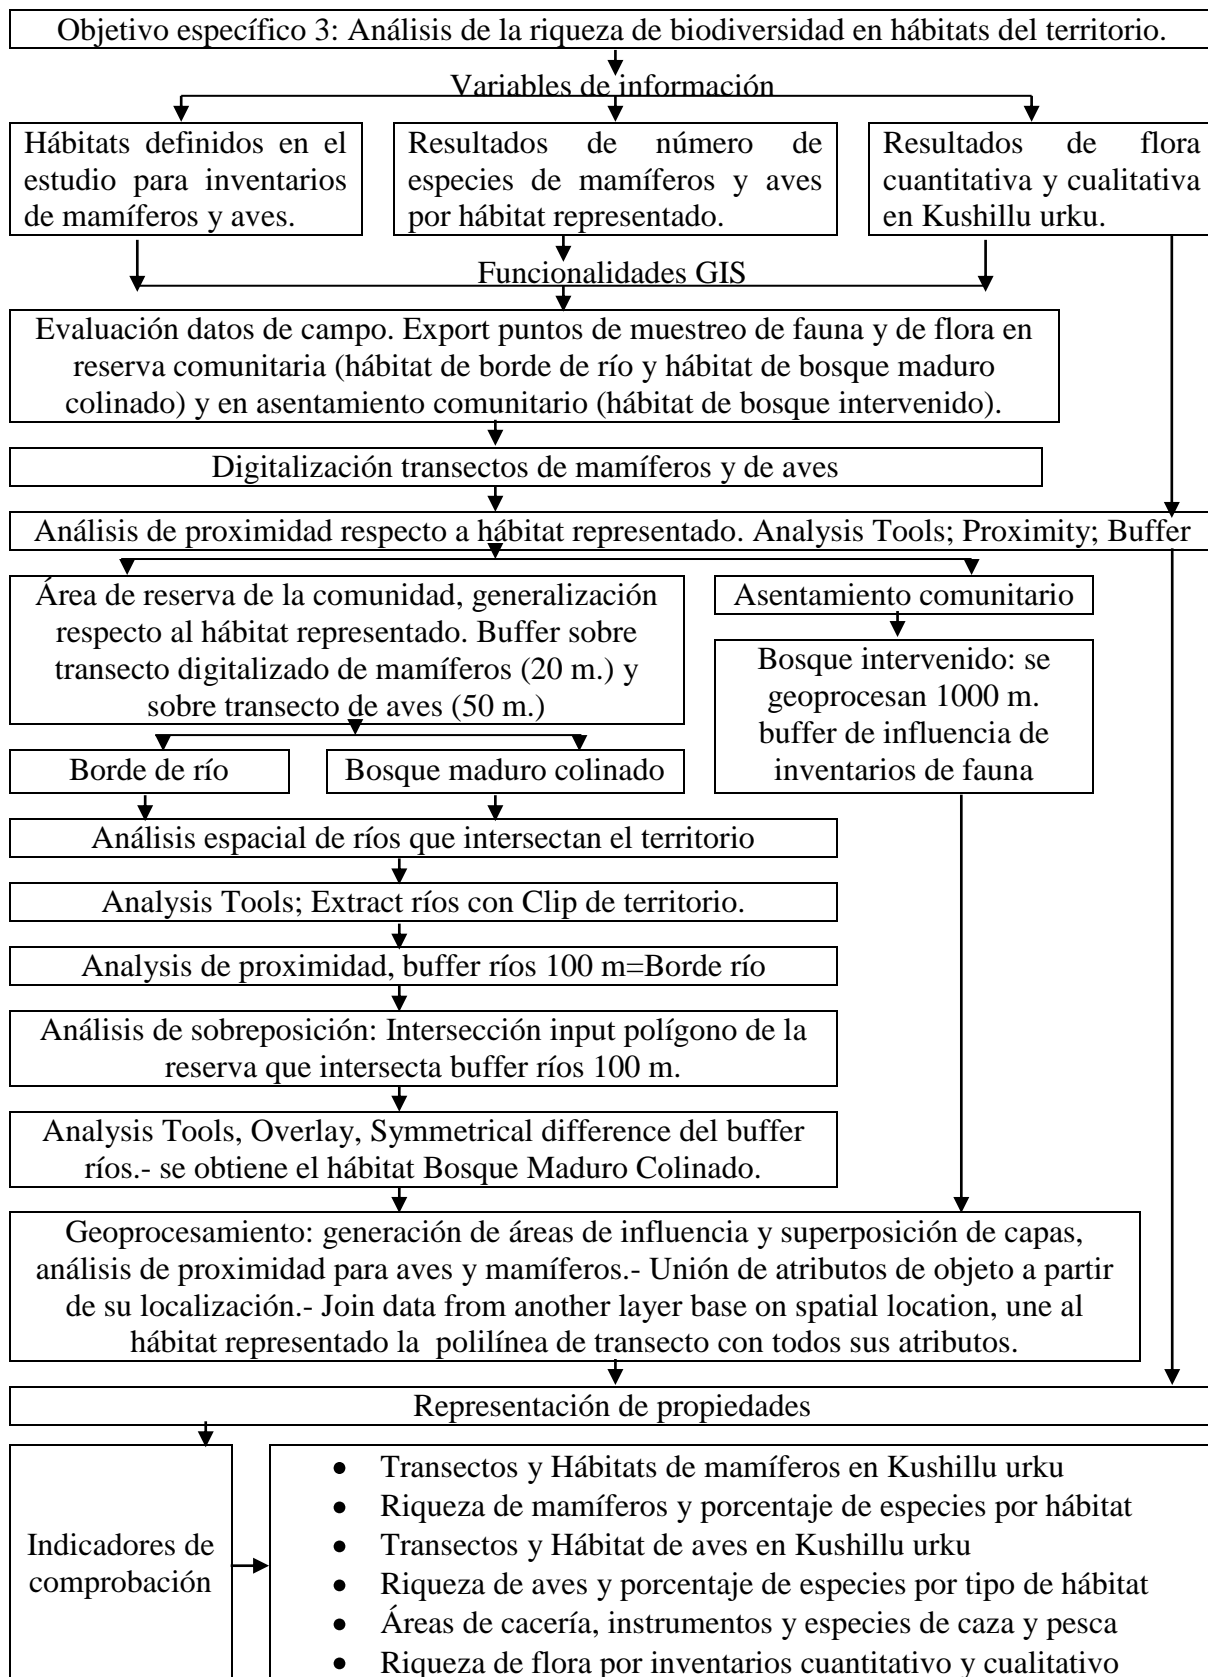 Objetivo específico 3: Análisis de la riqueza de biodiversidad en hábitats del territorio.
Variables de información
Hábitats definidos en el
estudio para inventarios
de mamíferos y aves.
Resultados de número de
especies de mamíferos y aves
por hábitat representado.
Resultados de flora
cuantitativa y cualitativa
en Kushillu urku.
Funcionalidades GIS
Evaluación datos de campo. Export puntos de muestreo de fauna y de flora en
reserva comunitaria (hábitat de borde de río y hábitat de bosque maduro
colinado) y en asentamiento comunitario (hábitat de bosque intervenido).
Digitalización transectos de mamíferos y de aves
Análisis de proximidad respecto a hábitat representado. Analysis Tools; Proximity; Buffer
Área de reserva de la comunidad, generalización
respecto al hábitat representado. Buffer sobre
transecto digitalizado de mamíferos (20 m.) y
sobre transecto de aves (50 m.)
Asentamiento comunitario
Bosque intervenido: se
geoprocesan 1000 m.
buffer de influencia de
inventarios de fauna
Borde de río
Bosque maduro colinado
Análisis espacial de ríos que intersectan el territorio
Analysis Tools; Extract ríos con Clip de territorio.
Analysis de proximidad, buffer ríos 100 m=Borde río
Análisis de sobreposición: Intersección input polígono de la
reserva que intersecta buffer ríos 100 m.
Analysis Tools, Overlay, Symmetrical difference del buffer
ríos.- se obtiene el hábitat Bosque Maduro Colinado.
Geoprocesamiento: generación de áreas de influencia y superposición de capas,
análisis de proximidad para aves y mamíferos.- Unión de atributos de objeto a partir
de su localización.- Join data from another layer base on spatial location, une al
hábitat representado la polilínea de transecto con todos sus atributos.
Representación de propiedades
Indicadores de
comprobación
• Transectos y Hábitats de mamíferos en Kushillu urku
• Riqueza de mamíferos y porcentaje de especies por hábitat
• Transectos y Hábitat de aves en Kushillu urku
• Riqueza de aves y porcentaje de especies por tipo de hábitat
• Áreas de cacería, instrumentos y especies de caza y pesca
• Riqueza de flora por inventarios cuantitativo y cualitativo